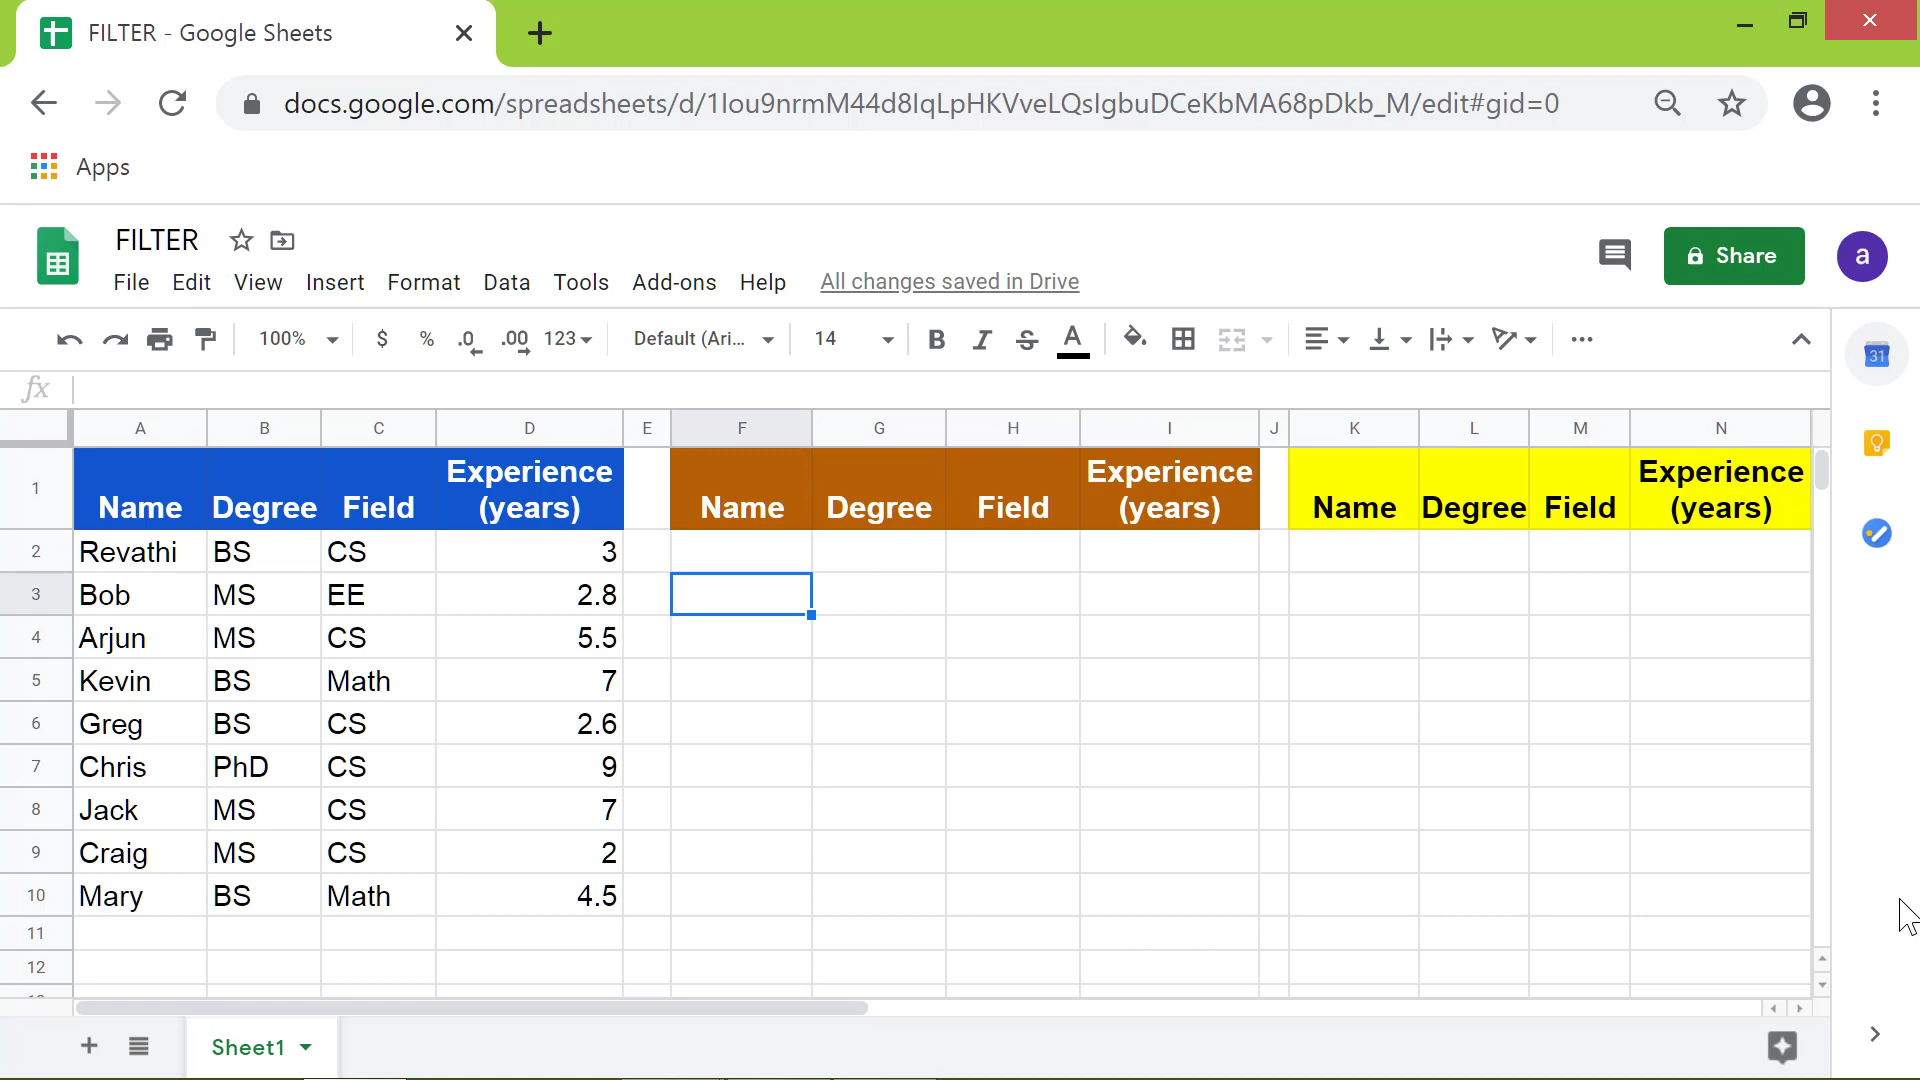 FILTER - Google Sheets
docs.google.com/spreadsheets/d/1Iou9nrmM44d8IqLpHKVveLQsIgbuDCeKbMA68pDkb_M/edit#gid=0
Apps
FILTER
File Edit View Insert Format Data Tools Add-ons Help All changes saved in Drive
Share
a
100% $ % .0 .00 123 Default (Ari... 14 B I S A
31
fx
A B C D E F G H I J K L M N
1 Name Degree Field Experience (years) Name Degree Field Experience (years) Name Degree Field Experience (years)
2 Revathi BS CS 3
3 Bob MS EE 2.8
4 Arjun MS CS 5.5
5 Kevin BS Math 7
6 Greg BS CS 2.6
7 Chris PhD CS 9
8 Jack MS CS 7
9 Craig MS CS 2
10 Mary BS Math 4.5
11
12
Sheet1